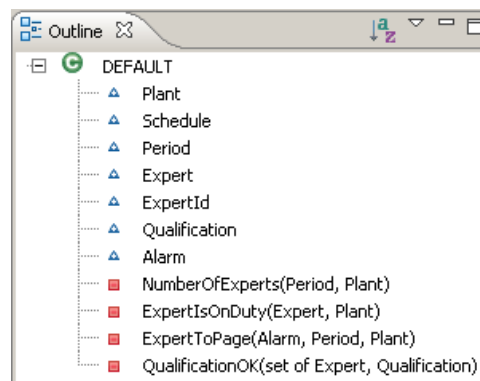 Outline
DEFAULT
Plant
Schedule
Period
Expert
ExpertId
Qualification
Alarm
NumberOfExperts(Period, Plant)
ExpertIsOnDuty(Expert, Plant)
ExpertToPage(Alarm, Period, Plant)
QualificationOK(set of Expert, Qualification)